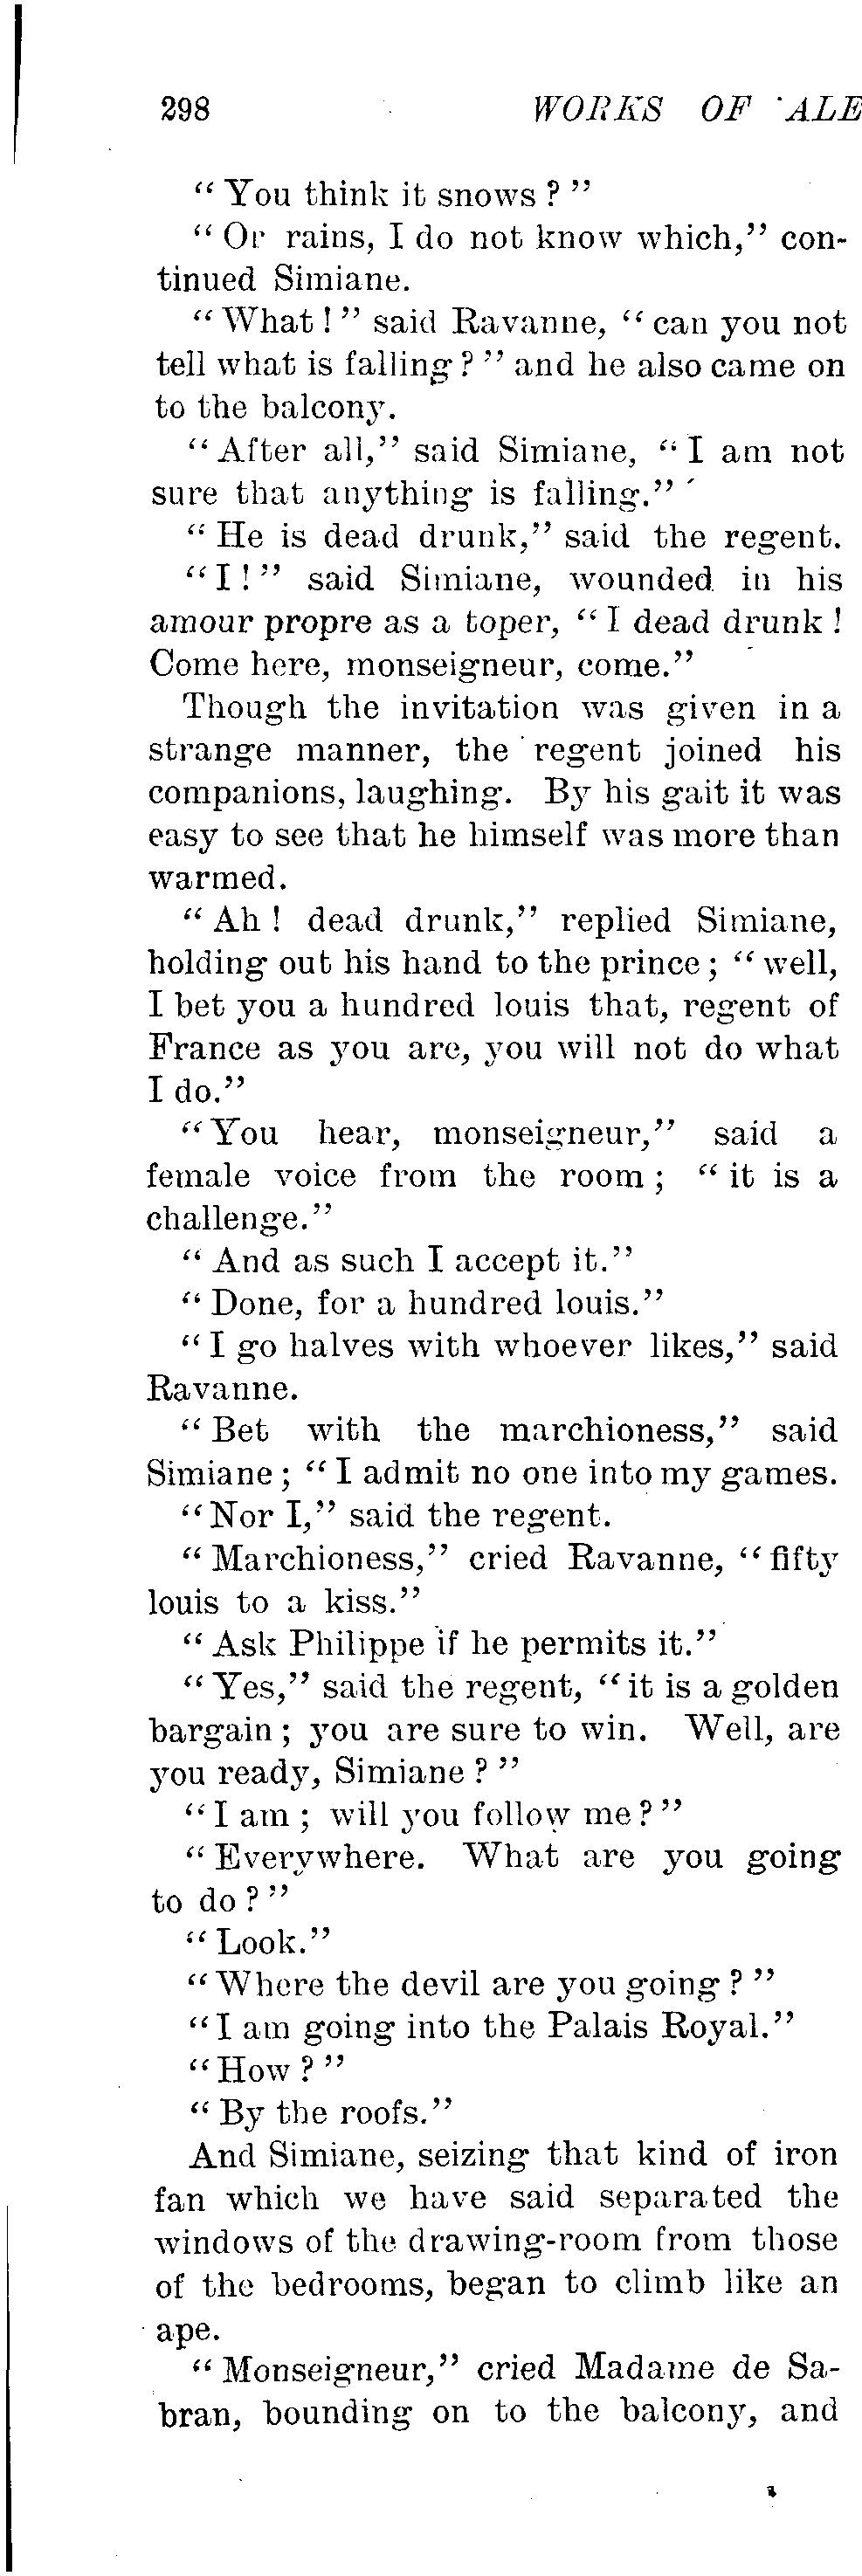 298 WORKS OF ALE
“ You think it snows ? ”
“ Or rains, I do not know which,” con-
tinued Simiane.
“ What ! ” said Ravanne, “ can you not
tell what is falling ? ” and he also came on
to the balcony.
“ After all,” said Simiane, “ I am not
sure that anything is falling.”
“ He is dead drunk,” said the regent.
“ I ! ” said Simiane, wounded in his
amour propre as a toper, “ I dead drunk !
Come here, monseigneur, come.”
Though the invitation was given in a
strange manner, the regent joined his
companions, laughing. By his gait it was
easy to see that he himself was more than
warmed.
“ Ah ! dead drunk,” replied Simiane,
holding out his hand to the prince ; “ well,
I bet you a hundred louis that, regent of
France as you are, you will not do what
I do.”
“ You hear, monseigneur,” said a
female voice from the room ; “ it is a
challenge.”
“ And as such I accept it.”
“ Done, for a hundred louis.”
“ I go halves with whoever likes,” said
Ravanne.
“ Bet with the marchioness,” said
Simiane ; “ I admit no one into my games.
“ Nor I,” said the regent.
“ Marchioness,” cried Ravanne, “ fifty
louis to a kiss.”
“ Ask Philippe if he permits it.”
“ Yes,” said the regent, “ it is a golden
bargain ; you are sure to win. Well, are
you ready, Simiane ? ”
“ I am ; will you follow me ? ”
“ Everywhere. What are you going
to do ? ”
“ Look.”
“ Where the devil are you going ? ”
“ I am going into the Palais Royal.”
“ How ? ”
“ By the roofs.”
And Simiane, seizing that kind of iron
fan which we have said separated the
windows of the drawing-room from those
of the bedrooms, began to climb like an
ape.
“ Monseigneur,” cried Madame de Sa-
bran, bounding on to the balcony, and